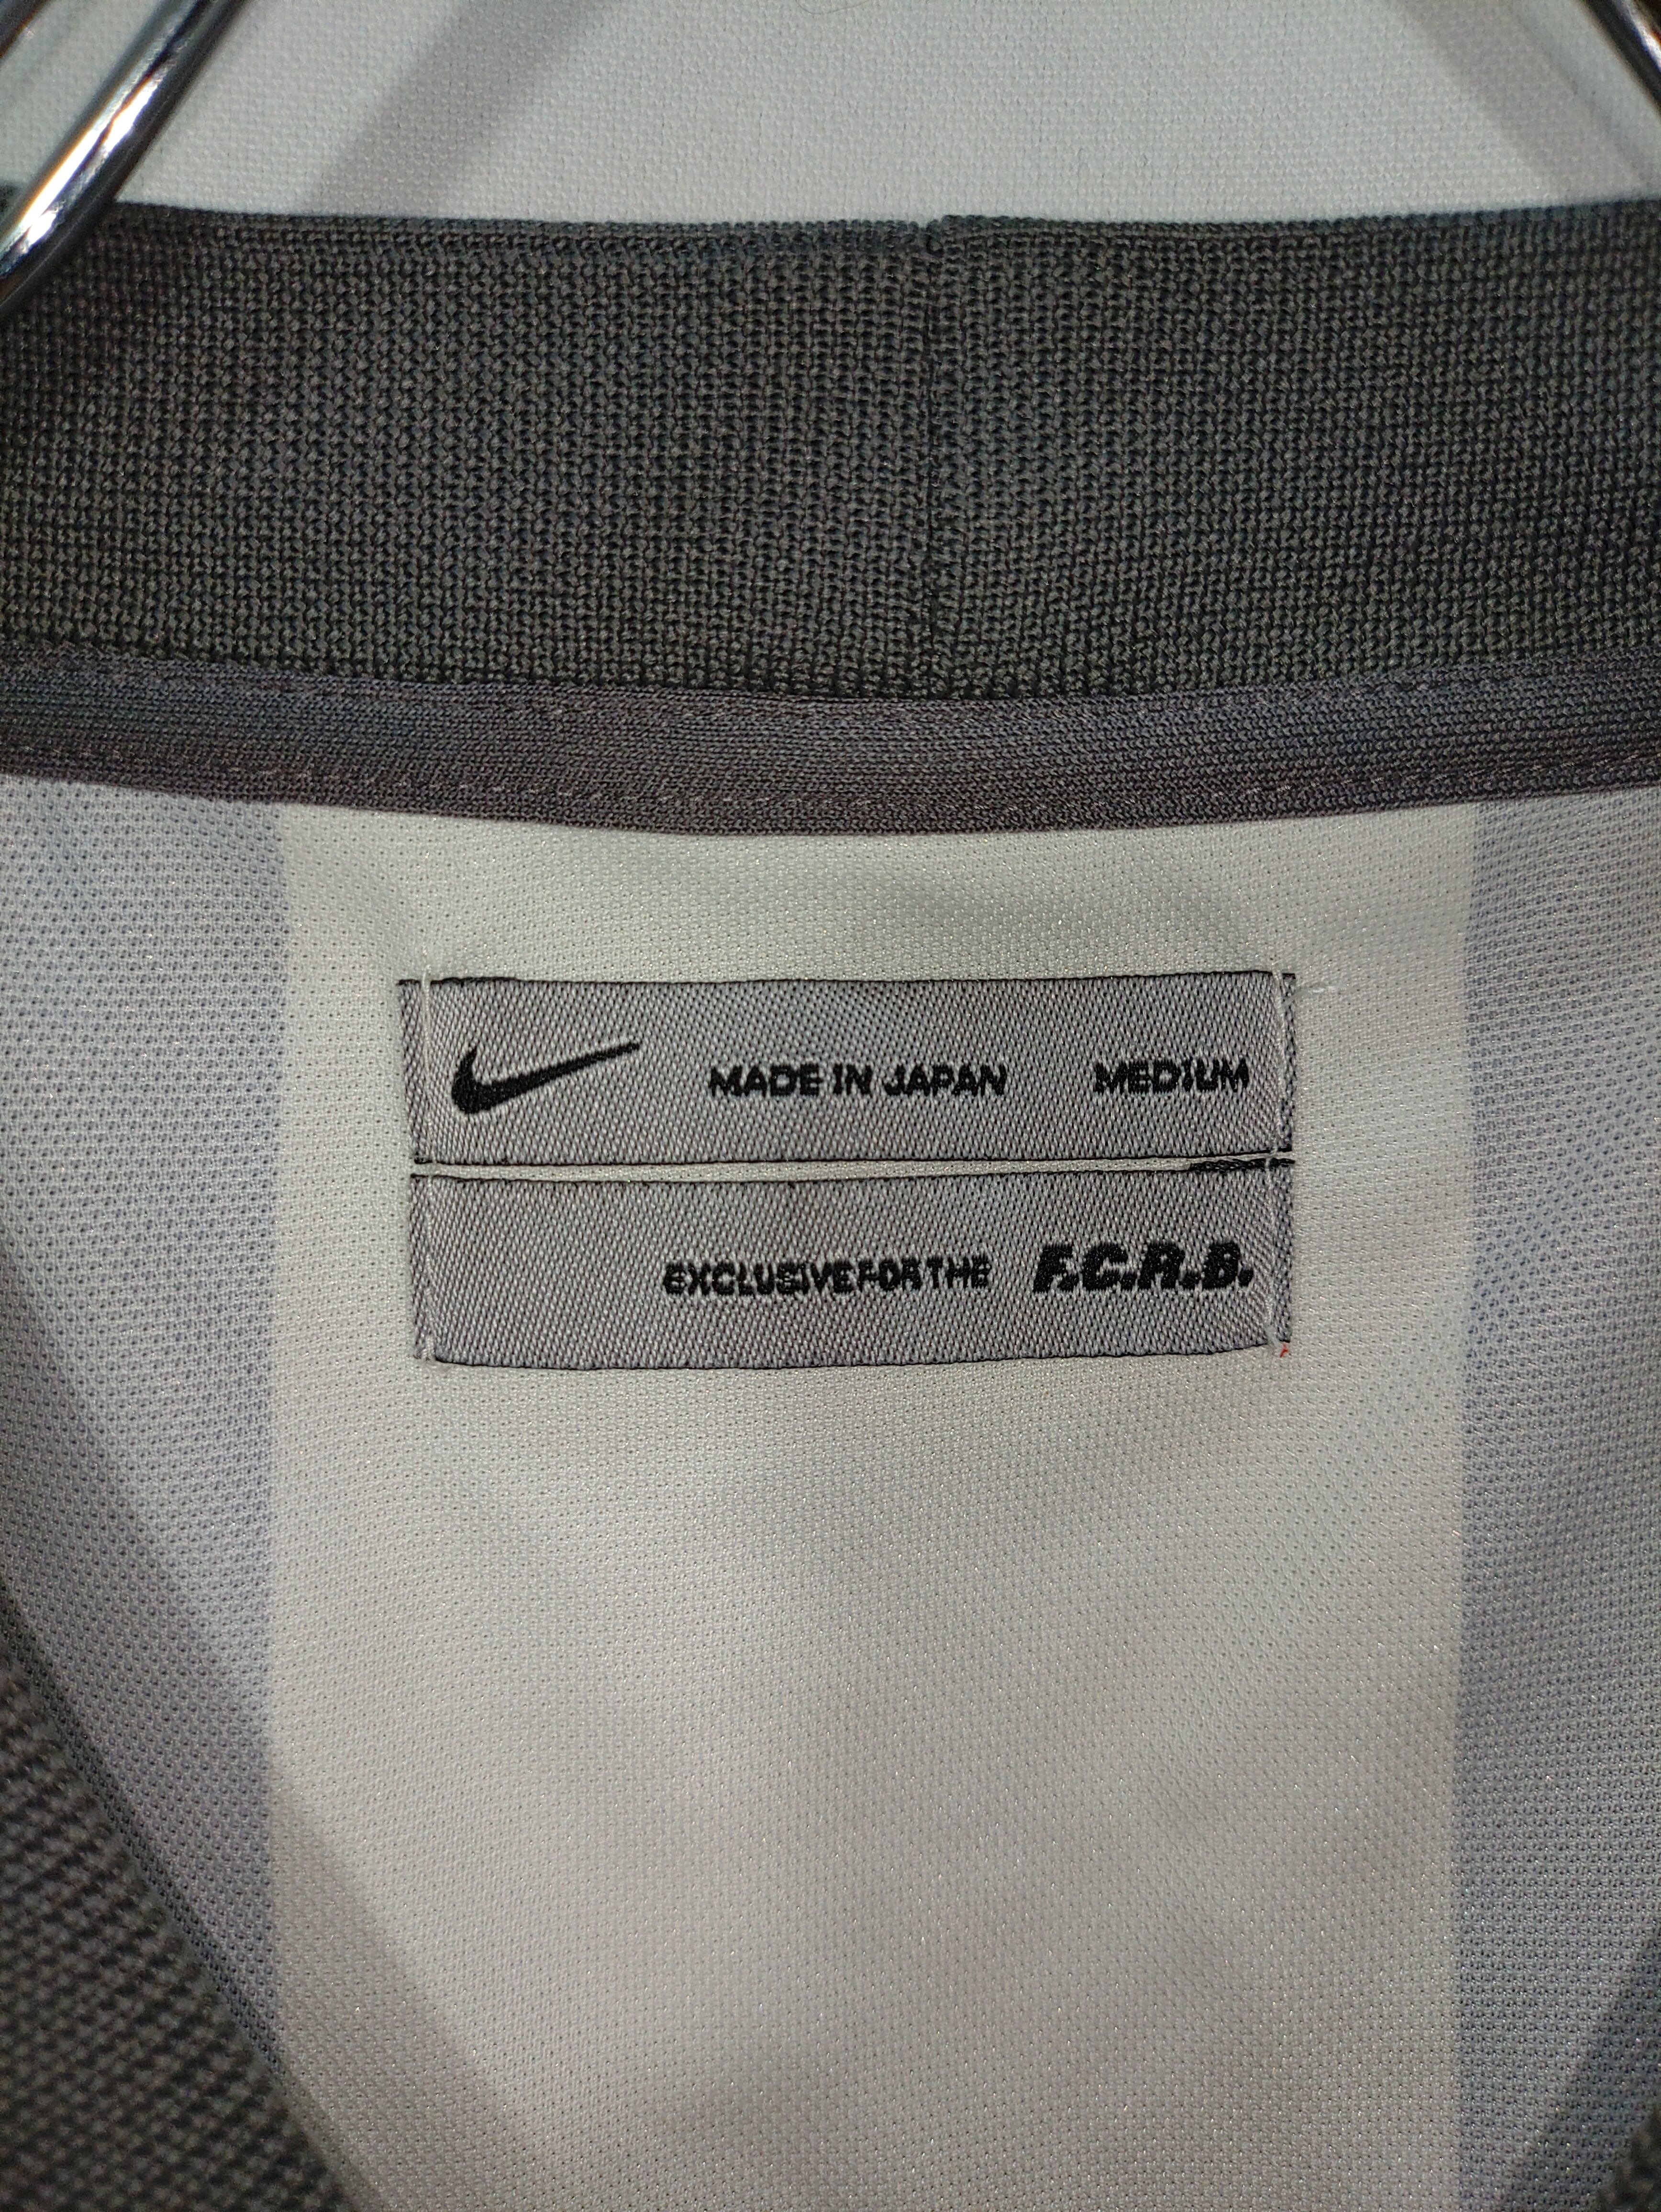 MADE IN JAPAN MEDIUM
EXCLUSIVE FOR THE F.C.R.B.